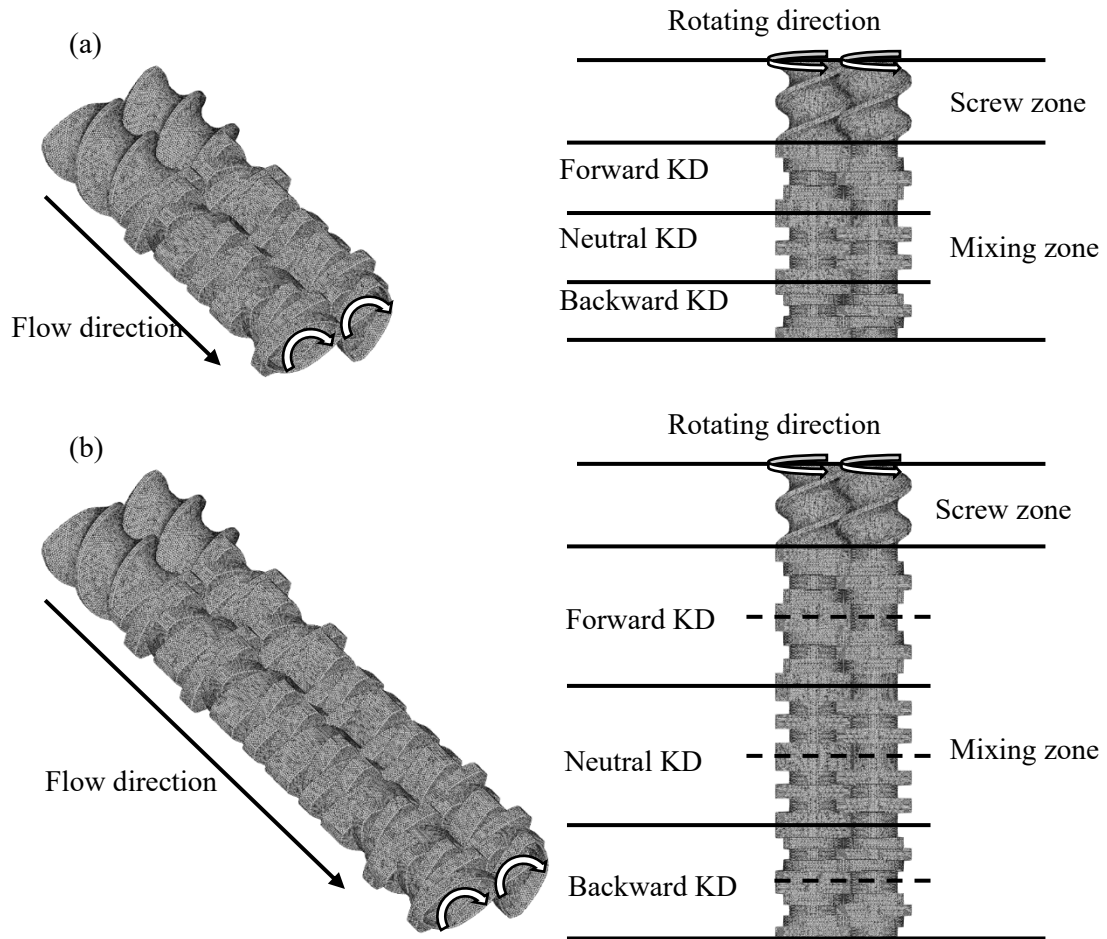 (a)
Rotating direction
Screw zone
Forward KD
Neutral KD
Mixing zone
Backward KD
Flow direction
(b)
Rotating direction
Screw zone
Forward KD
Neutral KD
Mixing zone
Flow direction
Backward KD